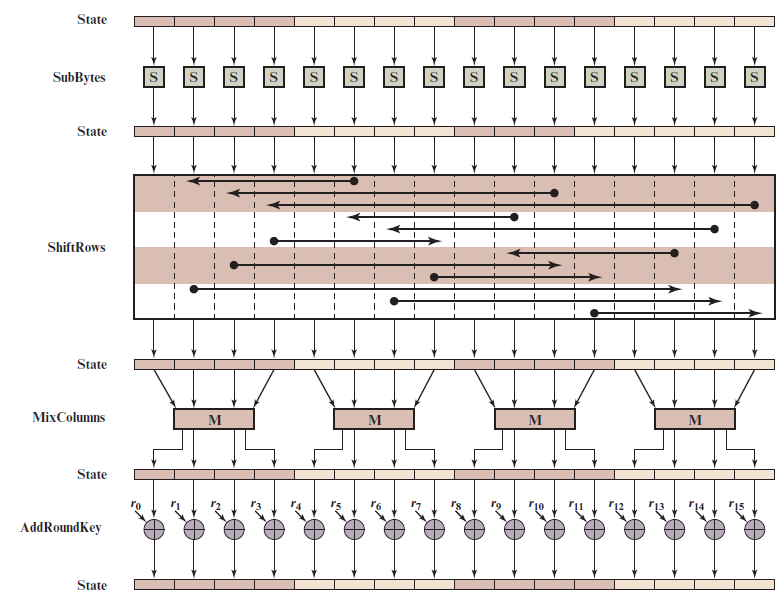 State
SubBytes S S S S S S S S S S S S S S S S
State
ShiftRows
State
MixColumns M M M M
State
r0 r1 r2 r3 r4 r5 r6 r7 r8 r9 r10 r11 r12 r13 r14 r15
AddRoundKey
State